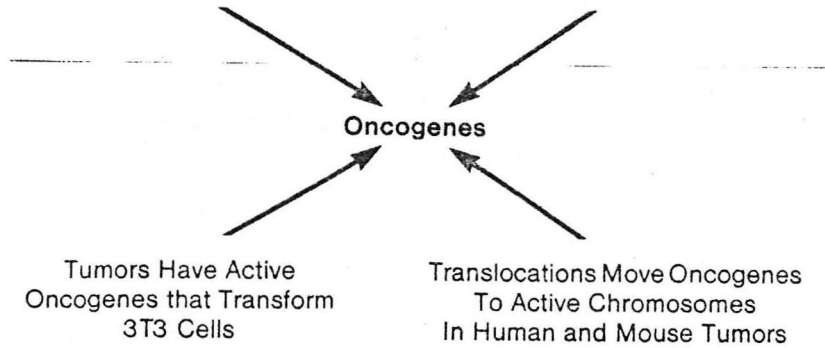 Oncogenes
Tumors Have Active
Oncogenes that Transform
3T3 Cells
Translocations Move Oncogenes
To Active Chromosomes
In Human and Mouse Tumors